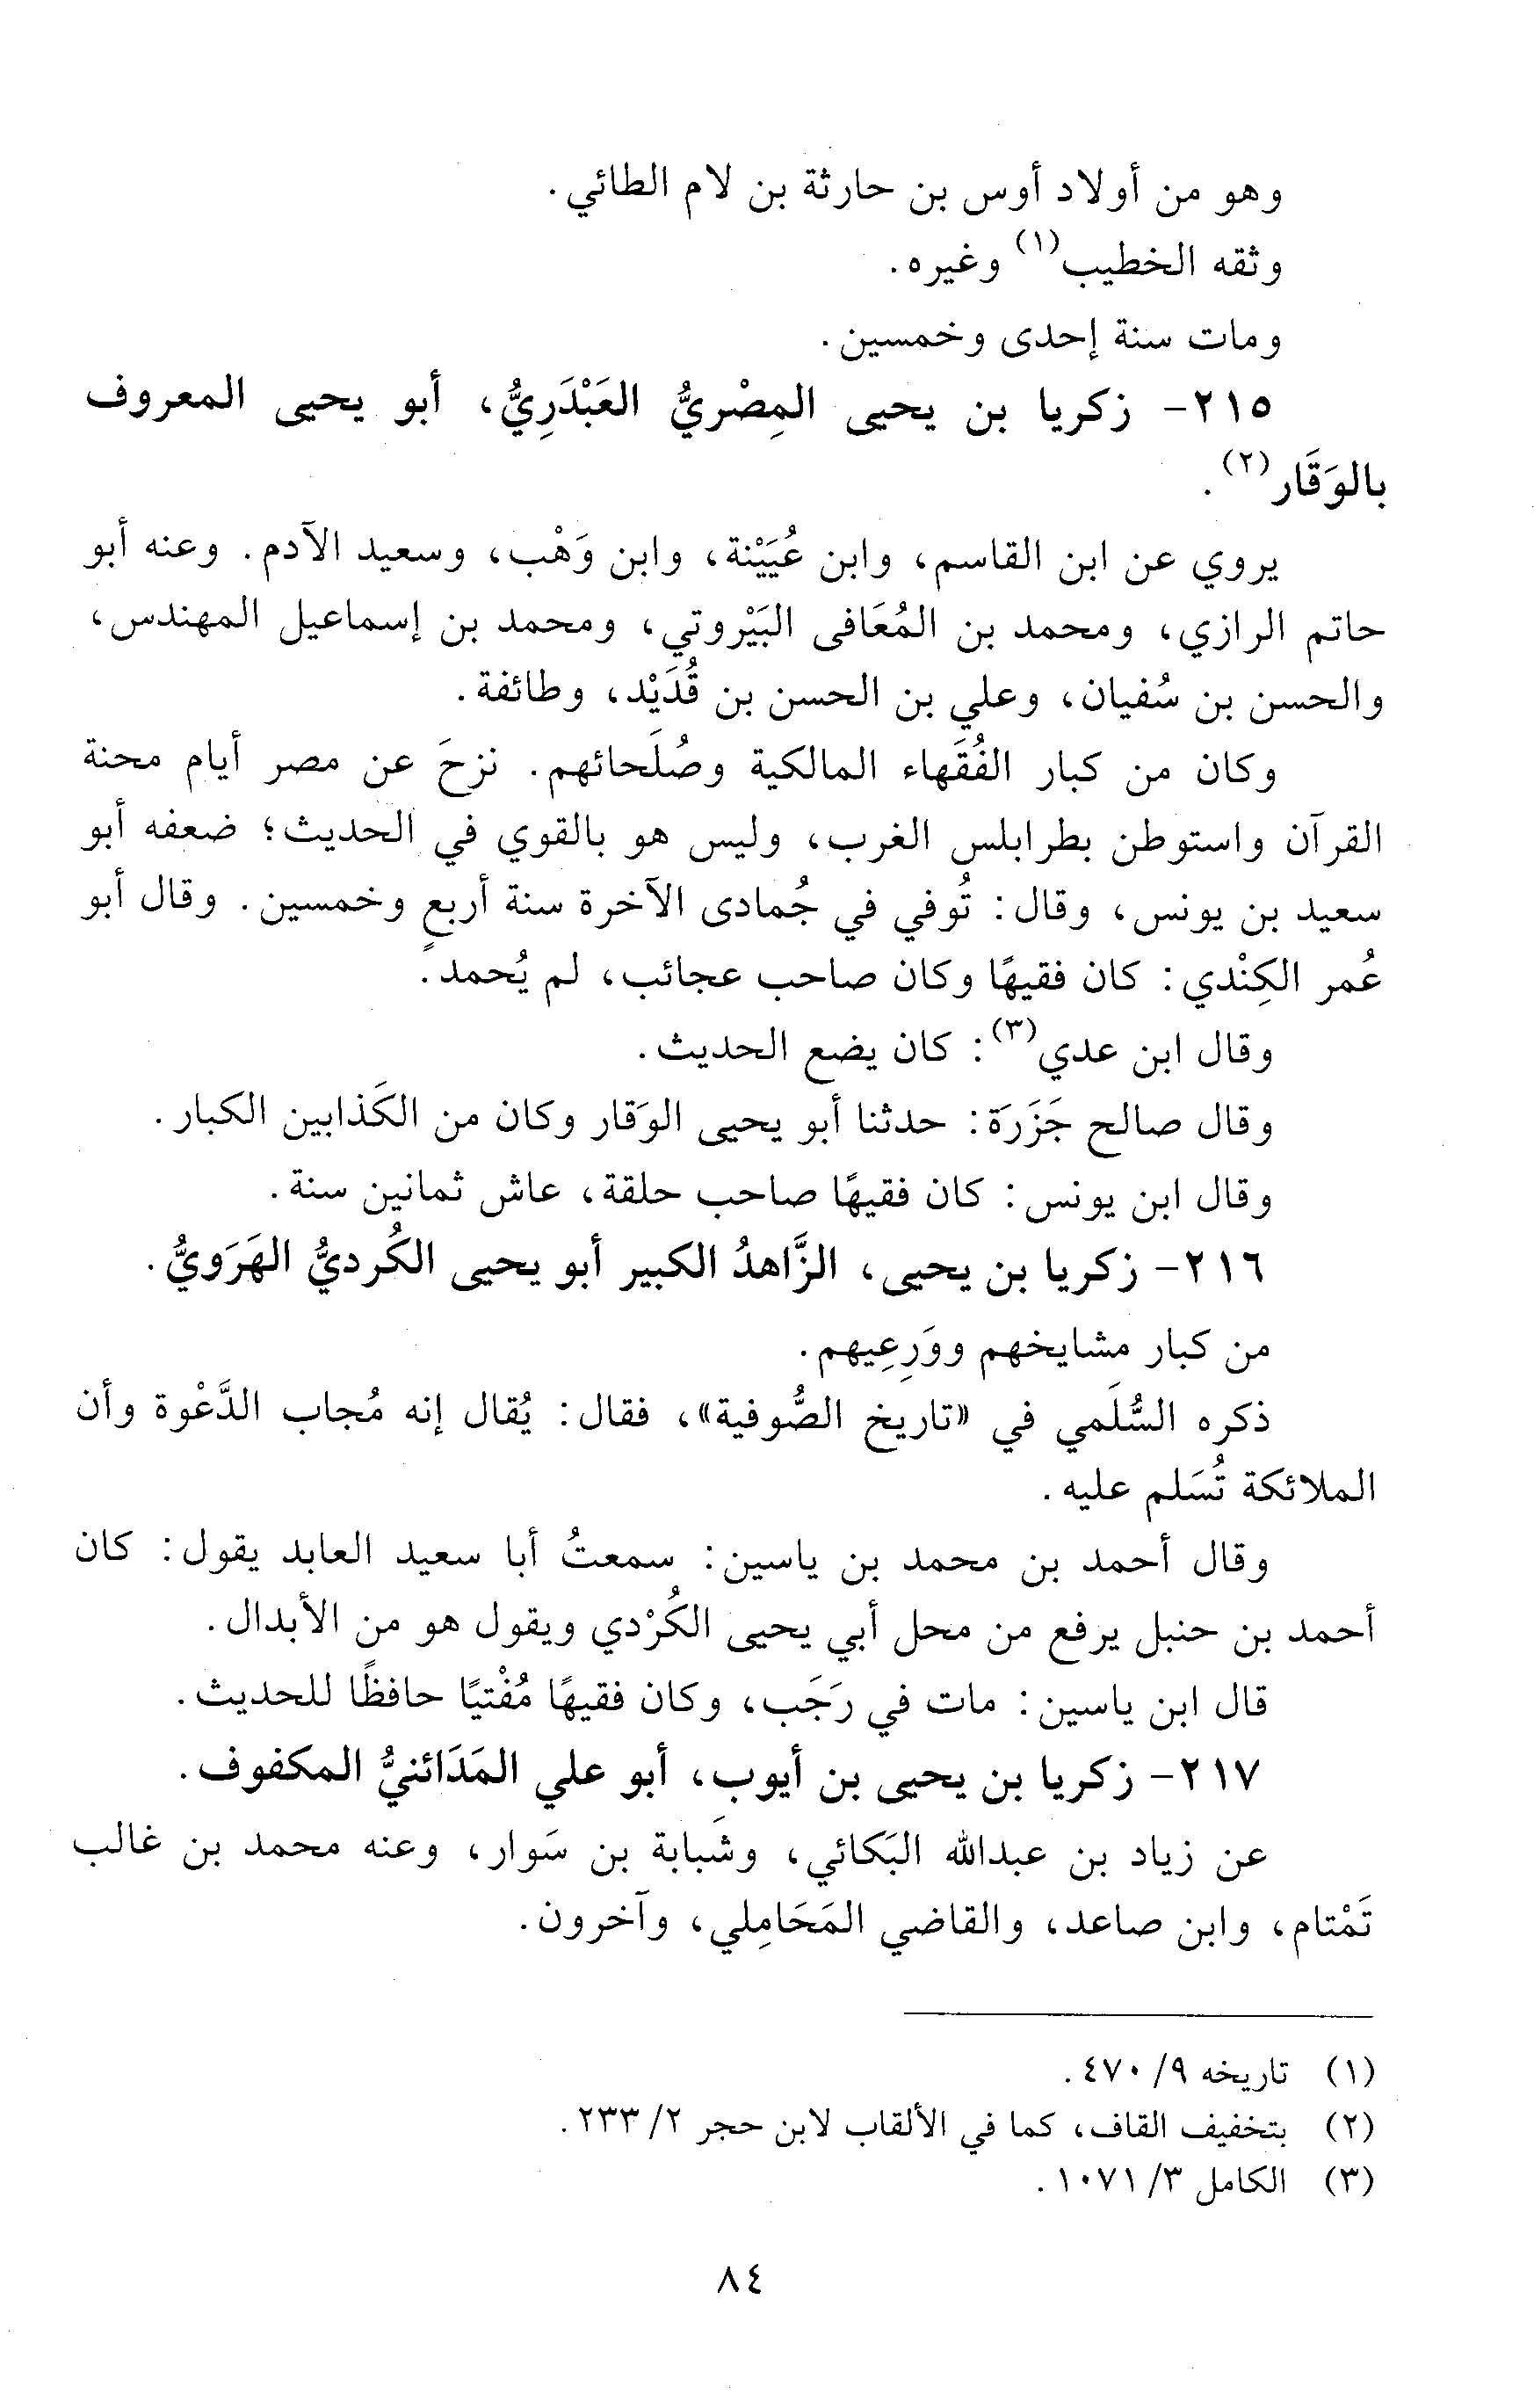 وهو من أولاد أوس بن حارثة بن لام الطائي.
وثقه الخطيب(١) وغيره.
ومات سنة إحدى وخمسين.
٢١٥- زكريا بن يحيى المِصْريُّ العَبْدَرِيُّ، أبو يحيى المعروف
بالوَقَار(٢).
يروي عن ابن القاسم، وابن عُيَيْنة، وابن وَهْب، وسعيد الآدم. وعنه أبو
حاتم الرازي، ومحمد بن المُعَافى البَيْروتي، ومحمد بن إسماعيل المهندس،
والحسن بن سُفيان، وعلي بن الحسن بن قُدَيْد، وطائفة.
وكان من كبار الفُقَهاء المالكية وصُلَحائهم. نزحَ عن مصر أيام محنة
القرآن واستوطن بطرابلس الغرب، وليس هو بالقوي في الحديث؛ ضعفه أبو
سعيد بن يونس، وقال: تُوفي في جُمادى الآخرة سنة أربعٍ وخمسين. وقال أبو
عُمر الكِنْدي: كان فقيهًا وكان صاحب عجائب، لم يُحمد.
وقال ابن عدي(٣): كان يضع الحديث.
وقال صالح جَزَرَة: حدثنا أبو يحيى الوَقار وكان من الكَذابين الكبار.
وقال ابن يونس: كان فقيهًا صاحب حلقة، عاش ثمانين سنة.
٢١٦- زكريا بن يحيى، الزَّاهدُ الكبير أبو يحيى الكُرديُّ الهَرَويُّ.
من كبار مشايخهم ووَرِعِيهم.
ذكره السُّلَمي في «تاريخ الصُّوفية»، فقال: يُقال إنه مُجاب الدَّعْوة وأن
الملائكة تُسَلم عليه.
وقال أحمد بن محمد بن ياسين: سمعتُ أبا سعيد العابد يقول: كان
أحمد بن حنبل يرفع من محل أبي يحيى الكُرْدي ويقول هو من الأبدال.
قال ابن ياسين: مات في رَجَب، وكان فقيهًا مُفْتيًا حافظًا للحديث.
٢١٧- زكريا بن يحيى بن أيوب، أبو علي المَدَائنيُّ المكفوف.
عن زياد بن عبدالله البَكائي، وشَبابة بن سَوار، وعنه محمد بن غالب
تَمْتام، وابن صاعد، والقاضي المَحَامِلي، وآخرون.
(١) تاريخه ٩/ ٤٧٠.
(٢) بتخفيف القاف، كما في الألقاب لابن حجر ٢/ ٢٣٣.
(٣) الكامل ٣/ ١٠٧١.
٨٤